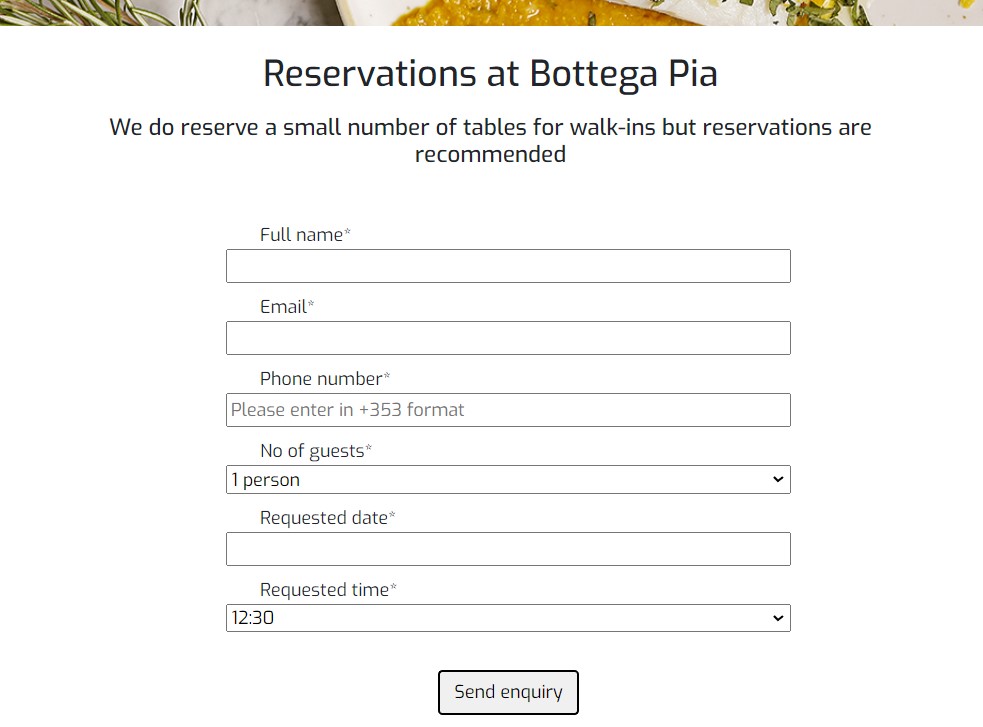 Reservations at Bottega Pia
We do reserve a small number of tables for walk-ins but reservations are
recommended
Full name*
Email*
Phone number*
Please enter in +353 format
No of guests*
1 person
Requested date*
Requested time*
12:30
Send enquiry